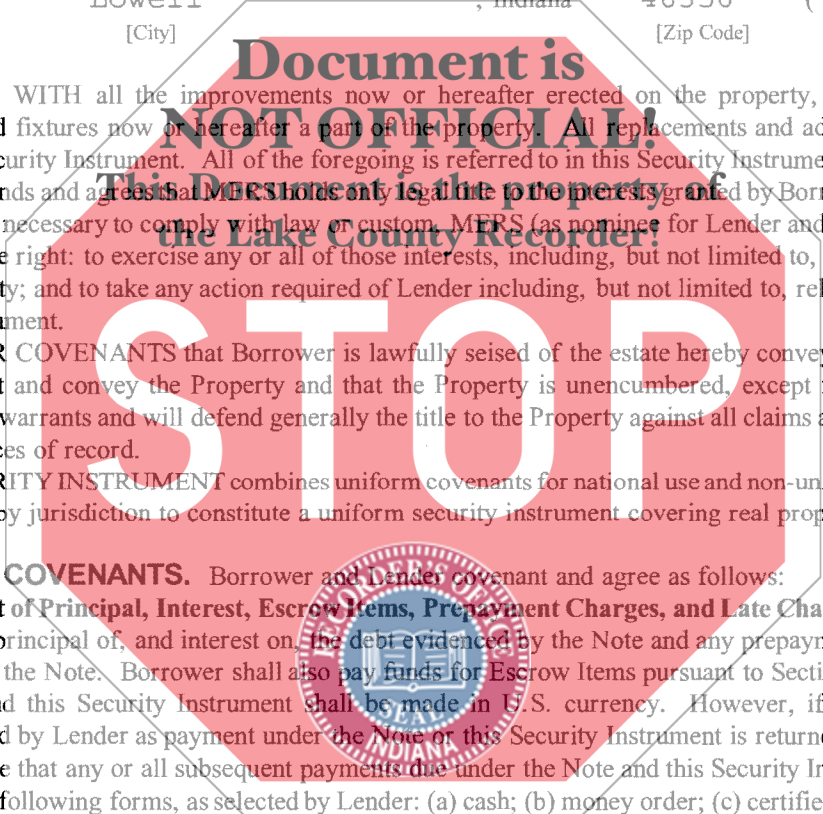 Lowell , Indiana 46356 (
[City] [Zip Code]
Document is
WITH all the improvements now or hereafter erected on the property,
NOT OFFICIAL!
d fixtures now or hereafter a part of the property. All replacements and ad
curity Instrument. All of the foregoing is referred to in this Security Instrume
This Document is the property of
nds and agrees that MERS holds only legal title to the interests granted by Borr
necessary to comply with law or custom, MERS (as nominee for Lender and
the Lake County Recorder!
e right: to exercise any or all of those interests, including, but not limited to,
ty; and to take any action required of Lender including, but not limited to, rel
ument.
STOP
R COVENANTS that Borrower is lawfully seised of the estate hereby convey
t and convey the Property and that the Property is unencumbered, except
warrants and will defend generally the title to the Property against all claims a
ces of record.
RITY INSTRUMENT combines uniform covenants for national use and non-un
by jurisdiction to constitute a uniform security instrument covering real prop
COVENANTS. Borrower and Lender covenant and agree as follows:
t of Principal, Interest, Escrow Items, Prepayment Charges, and Late Cha
principal of, and interest on, the debt evidenced by the Note and any prepaym
the Note. Borrower shall also pay funds for Escrow Items pursuant to Secti
d this Security Instrument shall be made in U.S. currency. However, if
d by Lender as payment under the Note or this Security Instrument is returne
e that any or all subsequent payments due under the Note and this Security In
following forms, as selected by Lender: (a) cash; (b) money order; (c) certifie
RECORDER'S OFFICE
SEAL
INDIANA